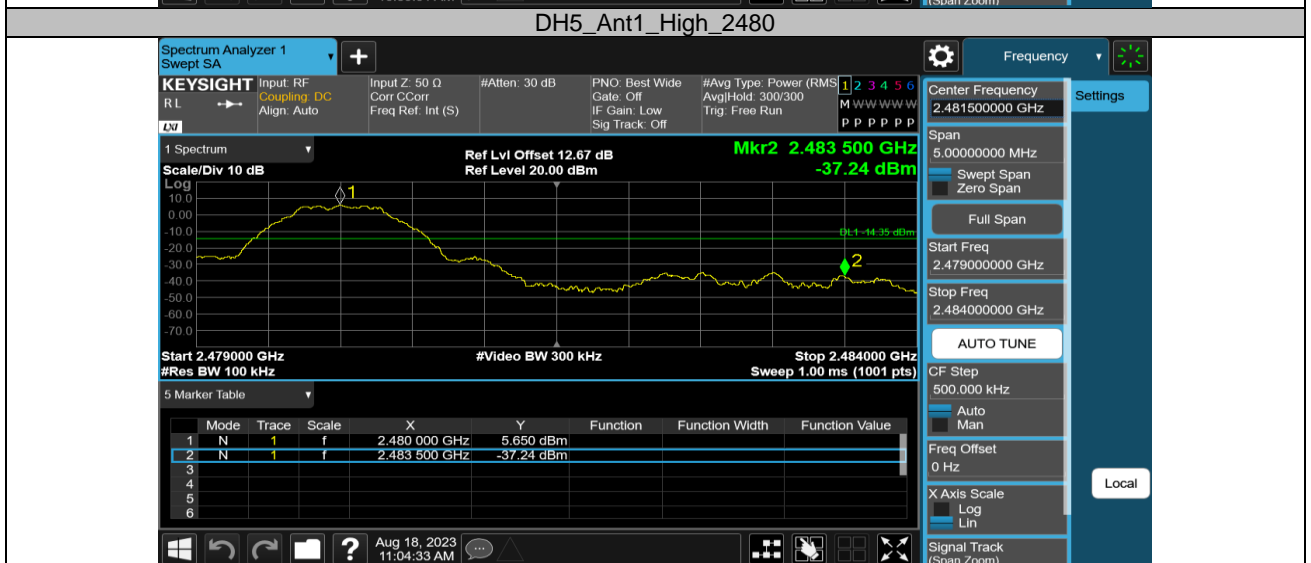 DH5_Ant1_High_2480
Spectrum Analyzer 1
Swept SA
+
Frequency
KEYSIGHT
Input: RF
Input Z: 50 Ω
#Atten: 30 dB
PNO: Best Wide
#Avg Type: Power (RMS
1 2 3 4 5 6
RL
Coupling: DC
Corr CCorr
Gate: Off
Avg|Hold: 300/300
M W W W W W
Align: Auto
Freq Ref: Int (S)
IF Gain: Low
Trig: Free Run
LXI
Sig Track: Off
P P P P P P
1 Spectrum
Ref Lvl Offset 12.67 dB
Mkr2 2.483 500 GHz
Scale/Div 10 dB
Ref Level 20.00 dBm
-37.24 dBm
Log
1
10.0
0.00
-10.0
DL1 -14.35 dBm
-20.0
-30.0
2
-40.0
-50.0
-60.0
-70.0
Start 2.479000 GHz
#Video BW 300 kHz
Stop 2.484000 GHz
#Res BW 100 kHz
Sweep 1.00 ms (1001 pts)
5 Marker Table
Mode Trace Scale X Y Function Function Width Function Value
1 N 1 f 2.480 000 GHz 5.650 dBm
2 N 1 f 2.483 500 GHz -37.24 dBm
3
4
5
6
?
Aug 18, 2023
11:04:33 AM
Center Frequency
2.481500000 GHz
Settings
Span
5.00000000 MHz
Swept Span
Zero Span
Full Span
Start Freq
2.479000000 GHz
Stop Freq
2.484000000 GHz
AUTO TUNE
CF Step
500.000 kHz
Auto
Man
Freq Offset
0 Hz
Local
X Axis Scale
Log
Lin
Signal Track
(Span Zoom)